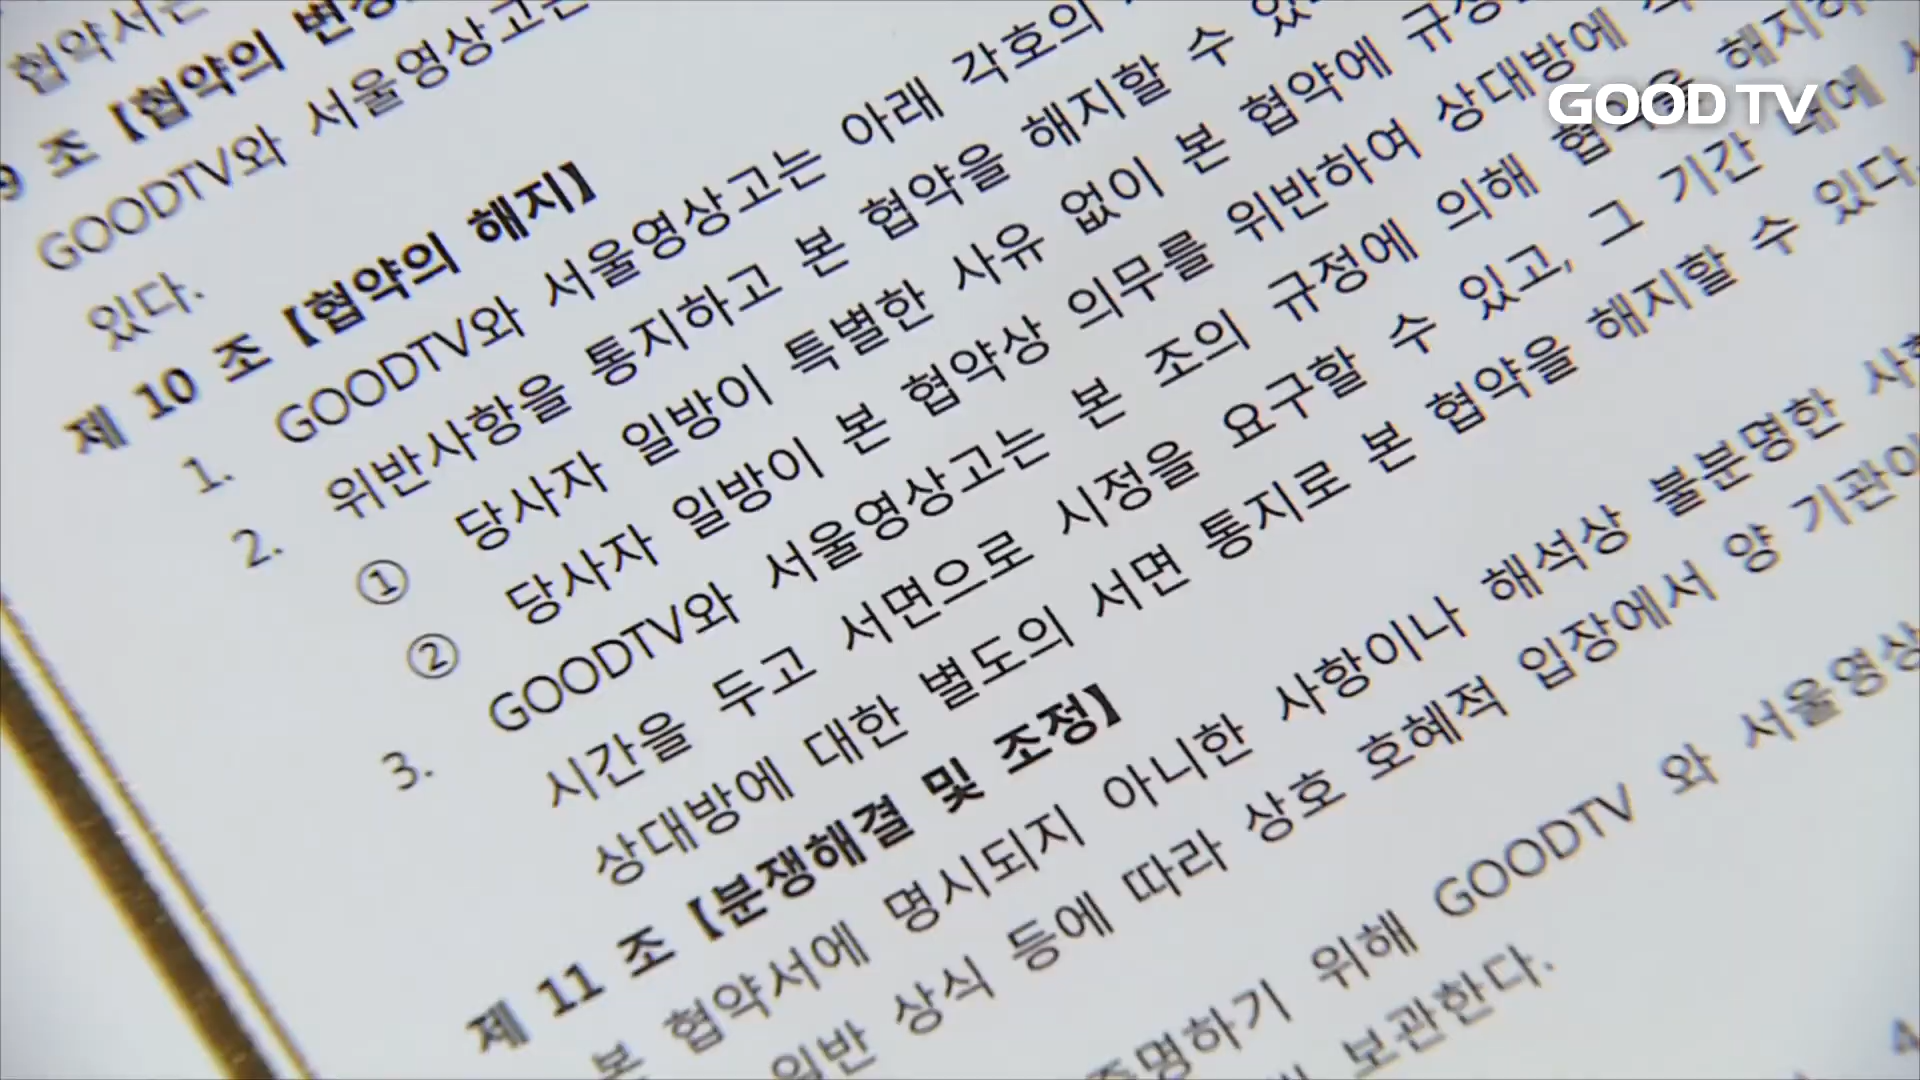 협약서는
9 조【협약의 변경
GOODTV와 서울영상고는
있다.
제 10 조【협약의 해지】
1. GOODTV와 서울영상고는 아래 각호의
2. 위반사항을 통지하고 본 협약을 해지할 수 있
① 당사자 일방이 특별한 사유 없이 본 협약에 규정
② 당사자 일방이 본 협약상 의무를 위반하여 상대방에
3. GOODTV와 서울영상고는 본 조의 규정에 의해 협약을 해지하
시간을 두고 서면으로 시정을 요구할 수 있고, 그 기간 내에
상대방에 대한 별도의 서면 통지로 본 협약을 해지할 수 있다.
제 11 조【분쟁해결 및 조정】
본 협약서에 명시되지 아니한 사항이나 해석상 불분명한
일반 상식 등에 따라 상호 호혜적 입장에서 양 기관이
증명하기 위해 GOODTV 와 서울영상
보관한다.
GOODTV